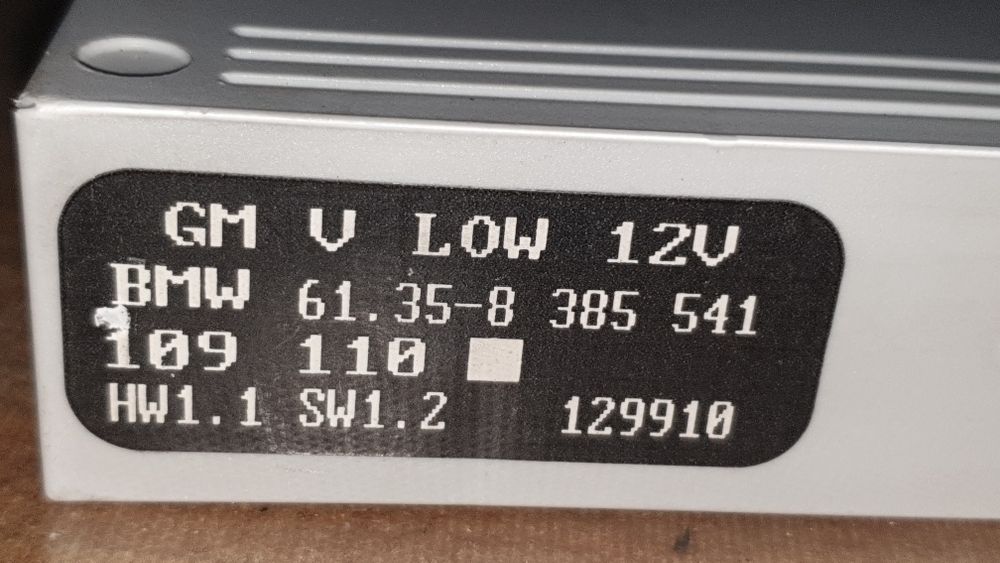 GM V LOW 12V
BMW 61.35-8 385 541
109 110
HW1.1 SW1.2 129910